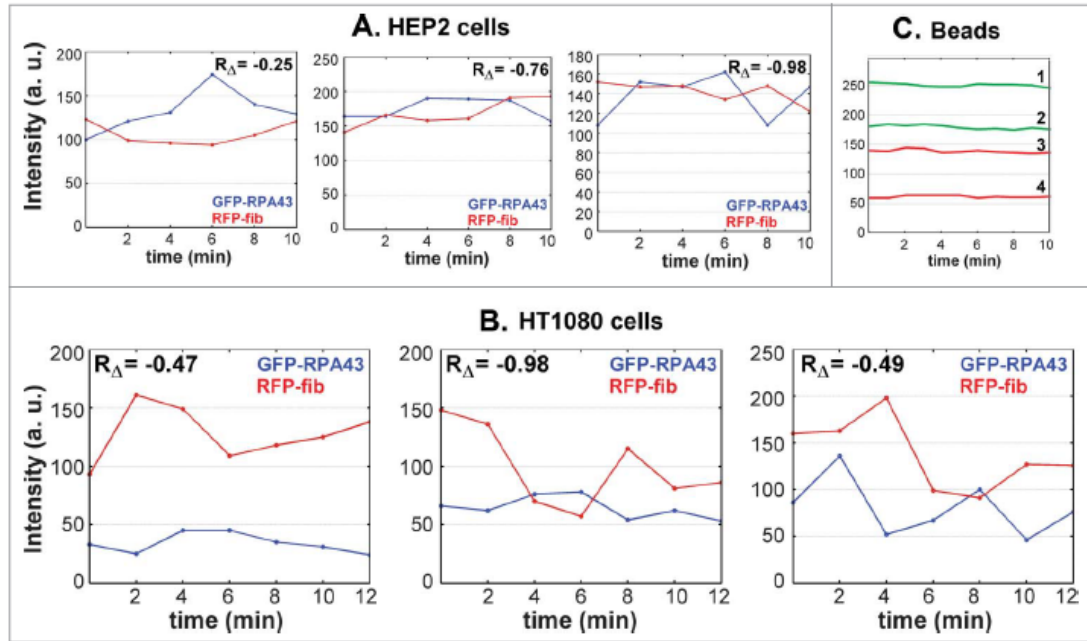 A. HEP2 cells
Intensity (a. u.)
200
150
100
50
0
2 4 6 8 10
time (min)
R∆= -0.25
GFP-RPA43
RFP-fib
250
200
150
100
50
0
2 4 6 8 10
time (min)
R∆= -0.76
GFP-RPA43
RFP-fib
180
160
140
120
100
80
60
40
20
0
2 4 6 8 10
time (min)
R∆= -0.98
GFP-RPA43
RFP-fib
C. Beads
250
200
150
100
50
0
1
2
3
4
2 4 6 8 10
time (min)
B. HT1080 cells
Intensity (a. u.)
200
150
100
50
0
2 4 6 8 10 12
time (min)
R∆= -0.47
GFP-RPA43
RFP-fib
200
150
100
50
0
2 4 6 8 10 12
time (min)
R∆= -0.98
GFP-RPA43
RFP-fib
250
200
150
100
50
0
2 4 6 8 10 12
time (min)
R∆= -0.49
GFP-RPA43
RFP-fib